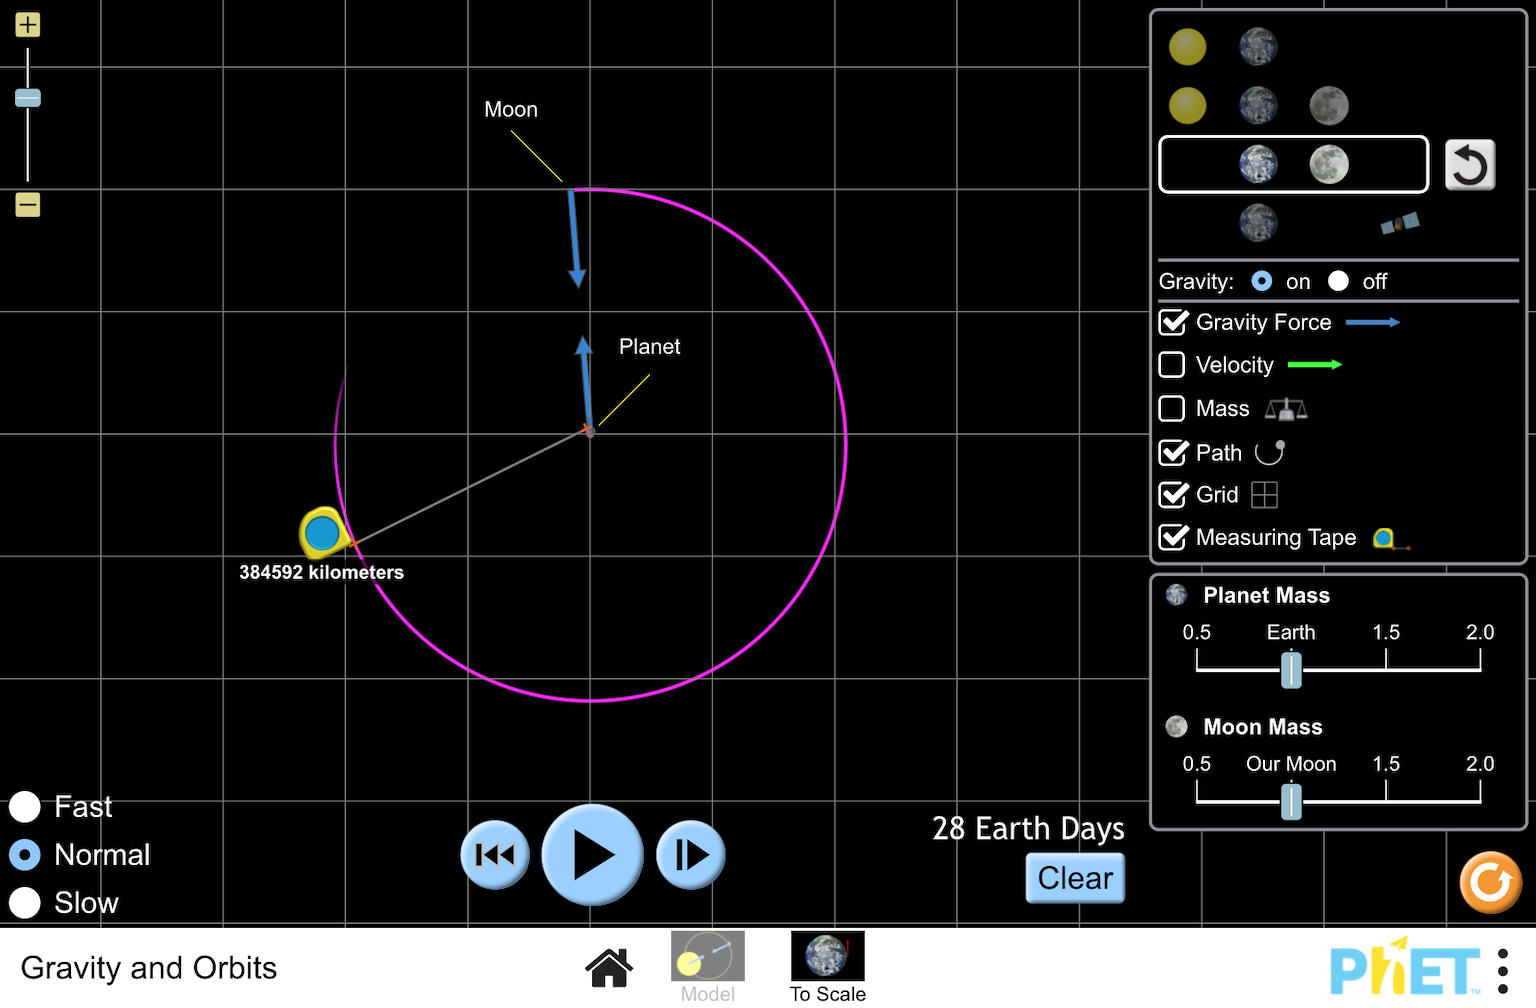 Moon
Planet
384592 kilometers
Gravity: on off
Gravity Force
Velocity
Mass
Path
Grid
Measuring Tape
Planet Mass
0.5 Earth 1.5 2.0
Moon Mass
0.5 Our Moon 1.5 2.0
Fast
Normal
Slow
28 Earth Days
Clear
Gravity and Orbits
Model
To Scale
PhET™